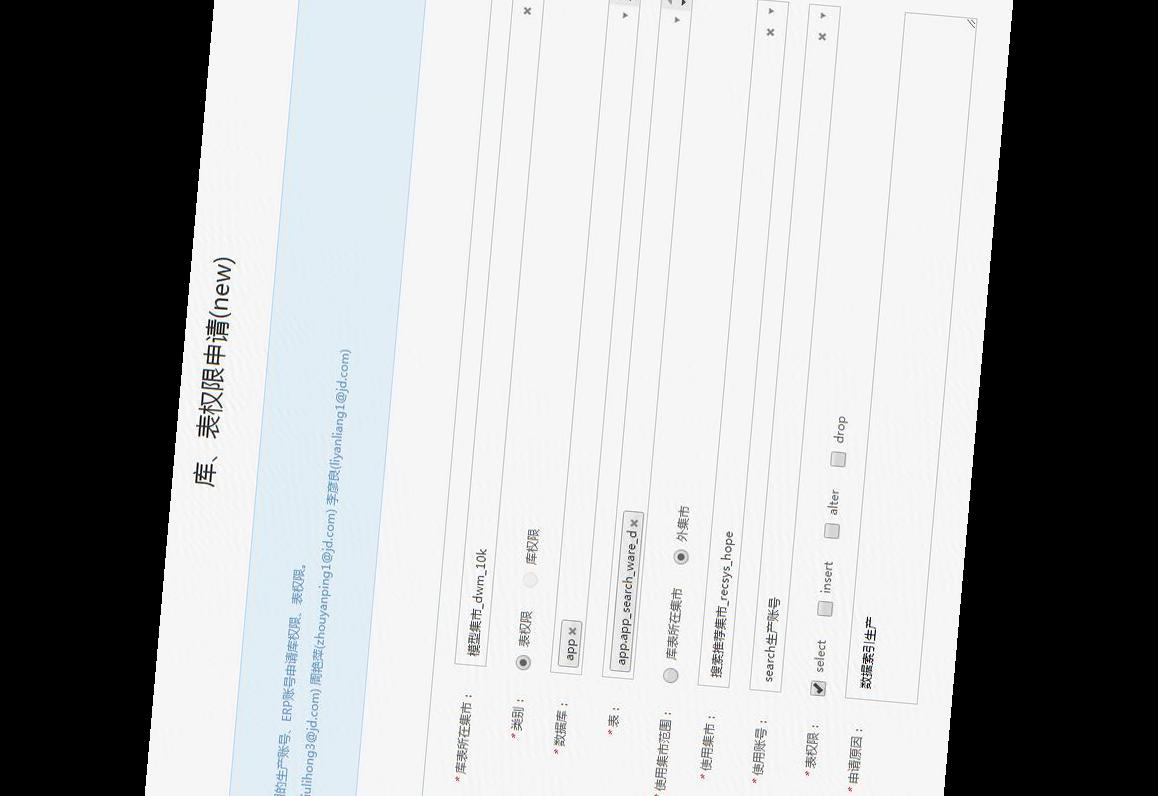 库、表权限申请(new)
的生产账号、ERP账号申请库权限、表权限。
iulihong3@jd.com) 周艳萍(zhouyanping1@jd.com) 李彦良(liyanliang1@jd.com)
* 库表所在集市： 模型集市_dwm_10k
* 类别： 表权限 库权限
* 数据库： app
* 表： app.app_search_ware_d
* 使用集市范围： 库表所在集市 外集市
* 使用集市： 搜索推荐集市_recsys_hope
* 使用账号： search生产账号
* 表权限： select insert alter drop
* 申请原因： 数据索引生产